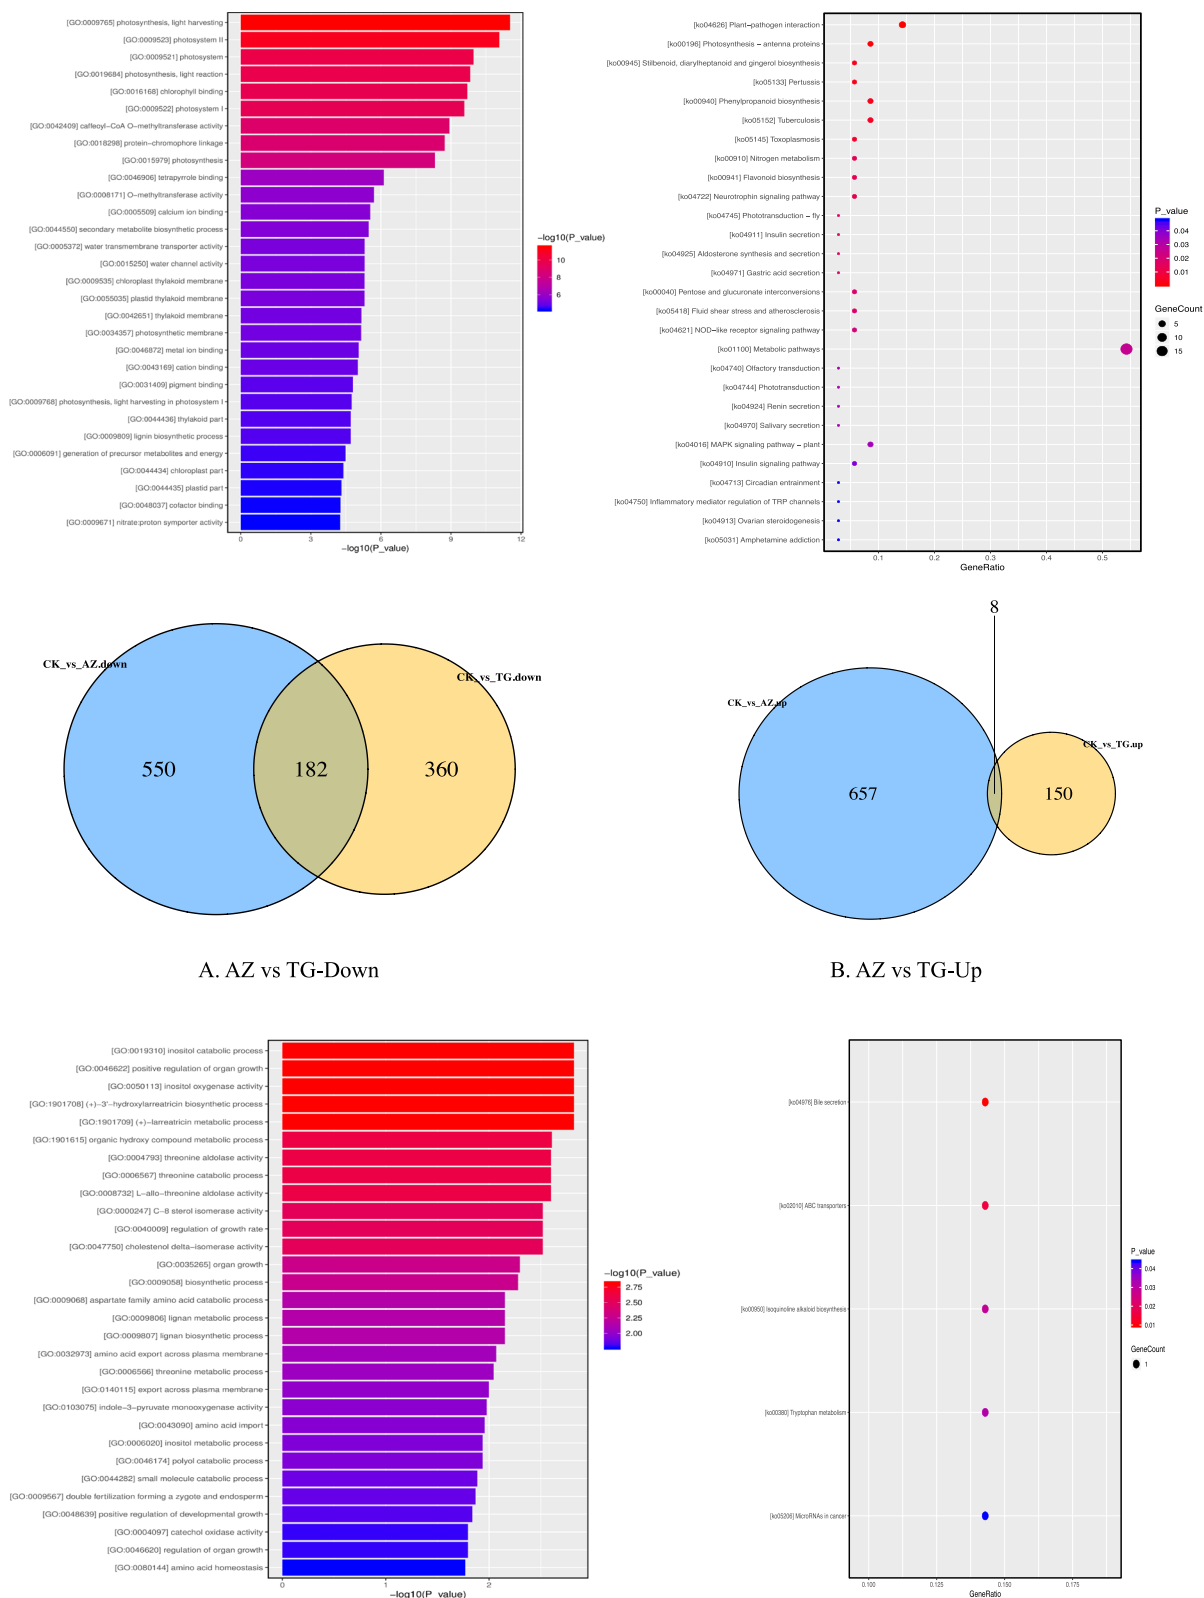 [GO:0009765] photosynthesis, light harvesting
[GO:0009523] photosystem II
[GO:0009521] photosystem
[GO:0019684] photosynthesis, light reaction
[GO:0016168] chlorophyll binding
[GO:0009522] photosystem I
[GO:0042409] caffeoyl−CoA O−methyltransferase activity
[GO:0018298] protein−chromophore linkage
[GO:0015979] photosynthesis
[GO:0046906] tetrapyrrole binding
[GO:0008171] O−methyltransferase activity
[GO:0005509] calcium ion binding
[GO:0044550] secondary metabolite biosynthetic process
[GO:0005372] water transmembrane transporter activity
[GO:0015250] water channel activity
[GO:0009535] chloroplast thylakoid membrane
[GO:0055035] plastid thylakoid membrane
[GO:0042651] thylakoid membrane
[GO:0034357] photosynthetic membrane
[GO:0046872] metal ion binding
[GO:0043169] cation binding
[GO:0031409] pigment binding
[GO:0009768] photosynthesis, light harvesting in photosystem I
[GO:0044436] thylakoid part
[GO:0009809] lignin biosynthetic process
[GO:0006091] generation of precursor metabolites and energy
[GO:0044434] chloroplast part
[GO:0044435] plastid part
[GO:0048037] cofactor binding
[GO:0009671] nitrate:proton symporter activity
0 3 6 9 12
−log10(P_value)
−log10(P_value)
10
8
6
[ko04626] Plant−pathogen interaction
[ko00196] Photosynthesis − antenna proteins
[ko00945] Stilbenoid, diarylheptanoid and gingerol biosynthesis
[ko05133] Pertussis
[ko00940] Phenylpropanoid biosynthesis
[ko05152] Tuberculosis
[ko05145] Toxoplasmosis
[ko00910] Nitrogen metabolism
[ko00941] Flavonoid biosynthesis
[ko04722] Neurotrophin signaling pathway
[ko04745] Phototransduction − fly
[ko04911] Insulin secretion
[ko04925] Aldosterone synthesis and secretion
[ko04971] Gastric acid secretion
[ko00040] Pentose and glucuronate interconversions
[ko05418] Fluid shear stress and atherosclerosis
[ko04621] NOD−like receptor signaling pathway
[ko01100] Metabolic pathways
[ko04740] Olfactory transduction
[ko04744] Phototransduction
[ko04924] Renin secretion
[ko04970] Salivary secretion
[ko04016] MAPK signaling pathway − plant
[ko04910] Insulin signaling pathway
[ko04713] Circadian entrainment
[ko04750] Inflammatory mediator regulation of TRP channels
[ko04913] Ovarian steroidogenesis
[ko05031] Amphetamine addiction
0.1 0.2 0.3 0.4 0.5
GeneRatio
P_value
0.04
0.03
0.02
0.01
GeneCount
5
10
15
CK_vs_AZ.down
CK_vs_TG.down
550 182 360
A. AZ vs TG-Down
8
CK_vs_AZ.up
CK_vs_TG.up
657 150
B. AZ vs TG-Up
[GO:0019310] inositol catabolic process
[GO:0046622] positive regulation of organ growth
[GO:0050113] inositol oxygenase activity
[GO:1901708] (+)−3'−hydroxylarreatricin biosynthetic process
[GO:1901709] (+)−larreatricin metabolic process
[GO:1901615] organic hydroxy compound metabolic process
[GO:0004793] threonine aldolase activity
[GO:0006567] threonine catabolic process
[GO:0008732] L−allo−threonine aldolase activity
[GO:0000247] C−8 sterol isomerase activity
[GO:0040009] regulation of growth rate
[GO:0047750] cholestenol delta−isomerase activity
[GO:0035265] organ growth
[GO:0009058] biosynthetic process
[GO:0009068] aspartate family amino acid catabolic process
[GO:0009806] lignan metabolic process
[GO:0009807] lignan biosynthetic process
[GO:0032973] amino acid export across plasma membrane
[GO:0006566] threonine metabolic process
[GO:0140115] export across plasma membrane
[GO:0103075] indole−3−pyruvate monooxygenase activity
[GO:0043090] amino acid import
[GO:0006020] inositol metabolic process
[GO:0046174] polyol catabolic process
[GO:0044282] small molecule catabolic process
[GO:0009567] double fertilization forming a zygote and endosperm
[GO:0048639] positive regulation of developmental growth
[GO:0004097] catechol oxidase activity
[GO:0046620] regulation of organ growth
[GO:0080144] amino acid homeostasis
0 1 2
−log10(P_value)
−log10(P_value)
2.75
2.50
2.25
2.00
[ko04976] Bile secretion
[ko02010] ABC transporters
[ko00950] Isoquinoline alkaloid biosynthesis
[ko00380] Tryptophan metabolism
[ko05206] MicroRNAs in cancer
0.100 0.125 0.150 0.175
GeneRatio
P_value
0.04
0.03
0.02
0.01
GeneCount
1